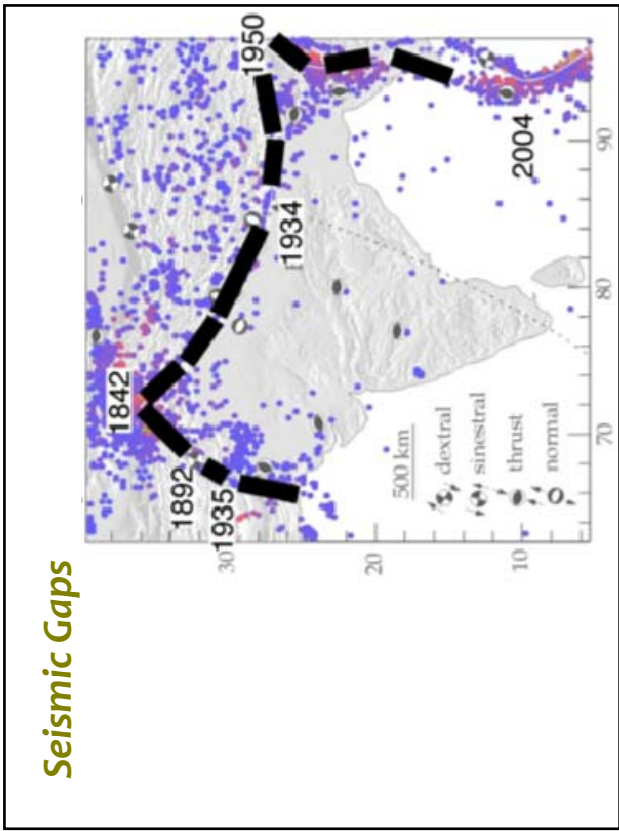 Seismic Gaps
1842
1892
1935
1950
1934
2004
30
20
10
500 km
dextral
sinestral
thrust
normal
70
80
90